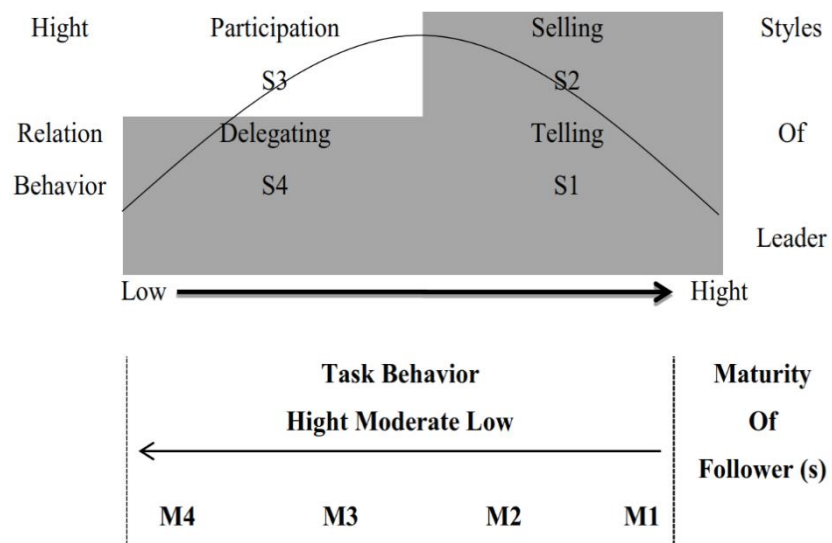 Hight Participation Selling Styles
S3 S2
Relation Delegating Telling Of
Behavior S4 S1
Leader
Low Hight
Task Behavior Maturity
Hight Moderate Low Of
Follower (s)
M4 M3 M2 M1